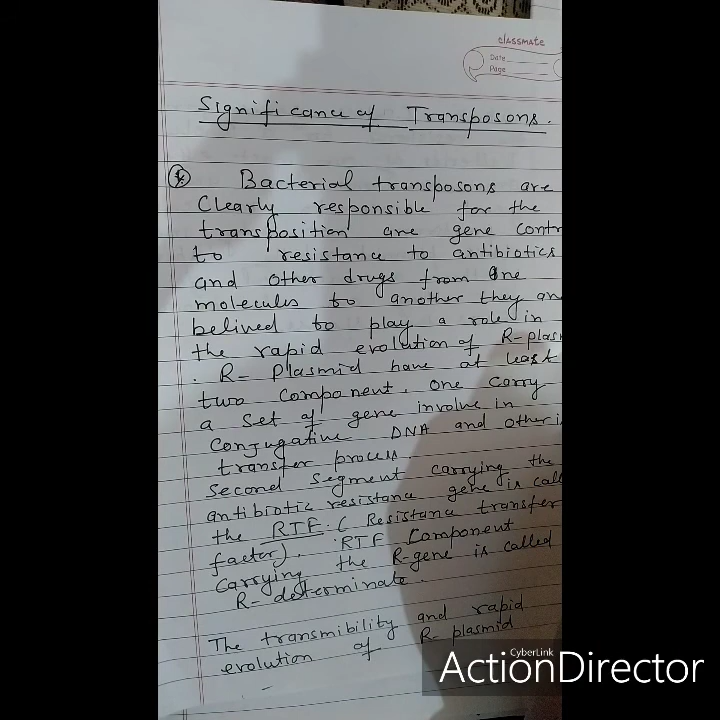 classmate
Date
Page
Significance of Transposons.
Bacterial transposons are
Clearly responsible for the
transposition are gene contr
to resistance to antibiotics
and other drugs from one
molecules to another they an
belived to play a role in
the rapid evolution of R-plasm
. R- Plasmid have at least
two component. one carry
a set of gene involve in
Conjugative DNA and other i
transfer process.
Second segment carrying the
antibiotic resistance gene is call
the RTF. ( Resistance transfer
factor). RTF Component
carrying the R-gene is called
R- determinate.
The transmibility and rapid
evolution of R- plasmid
CyberLink
ActionDirector